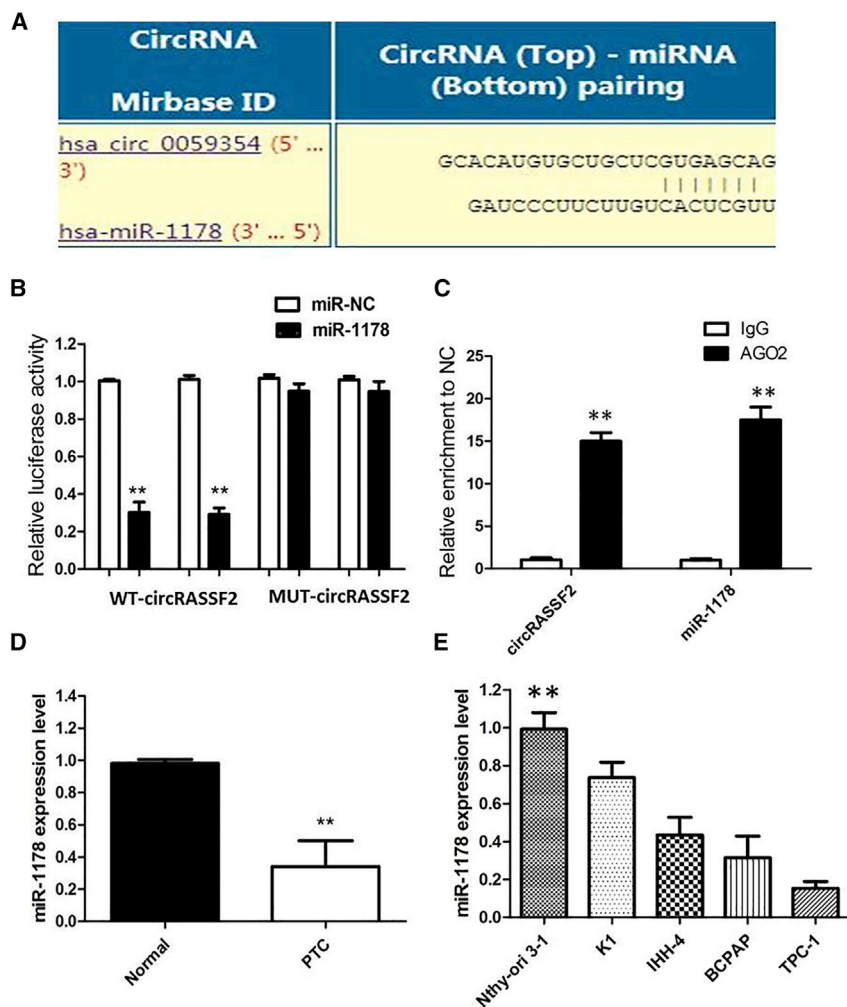 A
CircRNA
Mirbase ID
CircRNA (Top) - miRNA
(Bottom) pairing
hsa_circ_0059354 (5' ...
3')
GCACAUGUGCUGCUCGUGAGCAG
| | | | | | |
GAUCCCUUCUUGUCACUCGUU
hsa-miR-1178 (3' ... 5')
B
miR-NC
miR-1178
Relative luciferase activity
1.2
1.0
0.8
0.6
0.4
0.2
0.0
**
**
WT-circRASSF2
MUT-circRASSF2
C
IgG
AGO2
Relative enrichment to NC
25
20
15
10
5
0
**
**
circRASSF2
miR-1178
D
miR-1178 expression level
1.4
1.2
1.0
0.8
0.6
0.4
0.2
0.0
**
Normal
PTC
E
miR-1178 expression level
1.2
1.0
0.8
0.6
0.4
0.2
0.0
**
Nthy-ori 3-1
K1
IHH-4
BCPAP
TPC-1